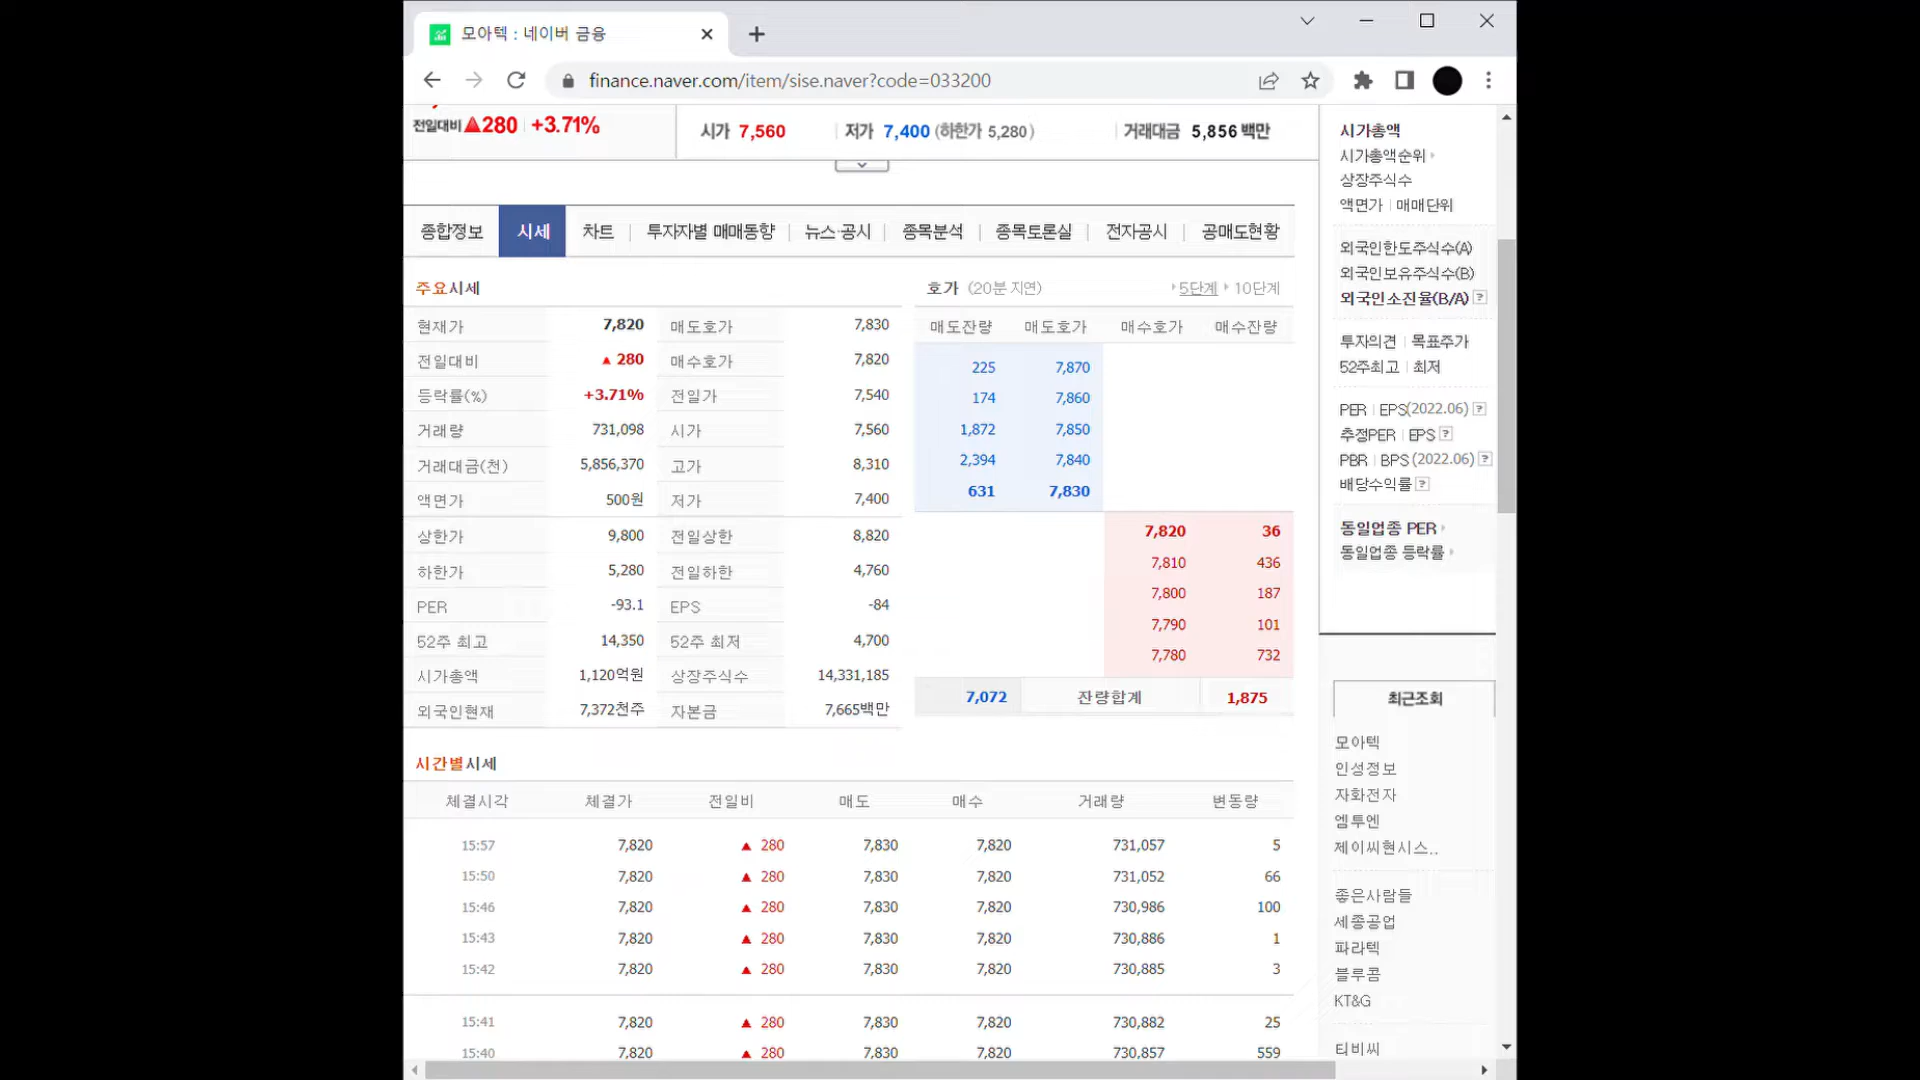 모아텍 : 네이버 금융
finance.naver.com/item/sise.naver?code=033200
전일대비 ▲280 +3.71%
시가 7,560 저가 7,400 (하한가 5,280) 거래대금 5,856 백만
종합정보 시세 차트 투자자별 매매동향 뉴스·공시 종목분석 종목토론실 전자공시 공매도현황
주요시세
현재가 7,820 매도호가 7,830
전일대비 ▲ 280 매수호가 7,820
등락률(%) +3.71% 전일가 7,540
거래량 731,098 시가 7,560
거래대금(천) 5,856,370 고가 8,310
액면가 500원 저가 7,400
상한가 9,800 전일상한 8,820
하한가 5,280 전일하한 4,760
PER -93.1 EPS -84
52주 최고 14,350 52주 최저 4,700
시가총액 1,120억원 상장주식수 14,331,185
외국인현재 7,372천주 자본금 7,665백만
호가 (20분 지연) 5단계 10단계
매도잔량 매도호가 매수호가 매수잔량
225 7,870
174 7,860
1,872 7,850
2,394 7,840
631 7,830
7,820 36
7,810 436
7,800 187
7,790 101
7,780 732
7,072 잔량합계 1,875
시간별시세
체결시각 체결가 전일비 매도 매수 거래량 변동량
15:57 7,820 ▲ 280 7,830 7,820 731,057 5
15:50 7,820 ▲ 280 7,830 7,820 731,052 66
15:46 7,820 ▲ 280 7,830 7,820 730,986 100
15:43 7,820 ▲ 280 7,830 7,820 730,886 1
15:42 7,820 ▲ 280 7,830 7,820 730,885 3
15:41 7,820 ▲ 280 7,830 7,820 730,882 25
15:40 7,820 ▲ 280 7,830 7,820 730,857 559
시가총액
시가총액순위
상장주식수
액면가 | 매매단위
외국인한도주식수(A)
외국인보유주식수(B)
외국인소진율(B/A) ?
투자의견 | 목표주가
52주최고 | 최저
PER | EPS(2022.06) ?
추정PER | EPS ?
PBR | BPS (2022.06) ?
배당수익률 ?
동일업종 PER
동일업종 등락률
최근조회
모아텍
인성정보
자화전자
엠투엔
제이씨현시스..
좋은사람들
세종공업
파라텍
블루콤
KT&G
티비씨